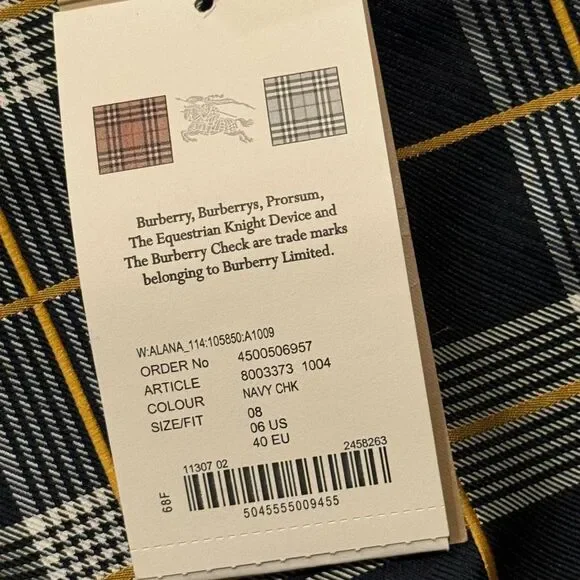 Burberry, Burberrys, Prorsum,
The Equestrian Knight Device and
The Burberry Check are trade marks
belonging to Burberry Limited.
W:ALANA_114:105850:A1009
ORDER No 4500506957
ARTICLE 8003373 1004
COLOUR NAVY CHK
SIZE/FIT 08
06 US
40 EU
11307 02 2458263
68F
5045555009455